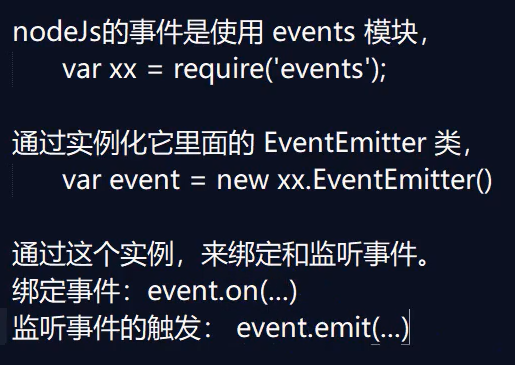 nodeJs的事件是使用 events 模块，
var xx = require('events');
通过实例化它里面的 EventEmitter 类，
var event = new xx.EventEmitter()
通过这个实例，来绑定和监听事件。
绑定事件：event.on(...)
监听事件的触发： event.emit(...)